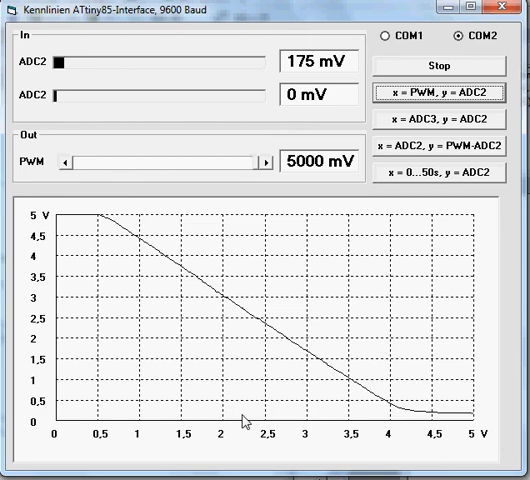 Kennlinien ATtiny85-Interface, 9600 Baud
In
ADC2
175 mV
ADC2
0 mV
Out
PWM
5000 mV
COM1
COM2
Stop
x = PWM, y = ADC2
x = ADC3, y = ADC2
x = ADC2, y = PWM-ADC2
x = 0...50s, y = ADC2
5 V
4,5
4
3,5
3
2,5
2
1,5
1
0,5
0
0 0,5 1 1,5 2 2,5 3 3,5 4 4,5 5 V